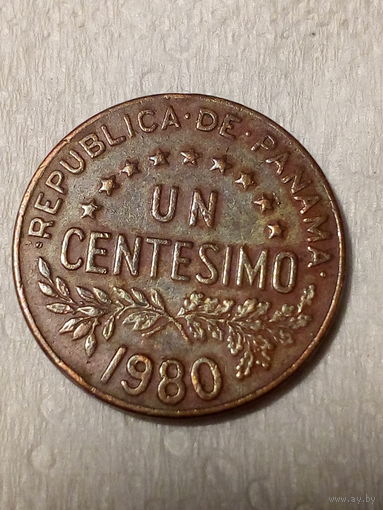 REPUBLICA·DE·PANAMA·
UN
CENTESIMO
1980
www.ay.by